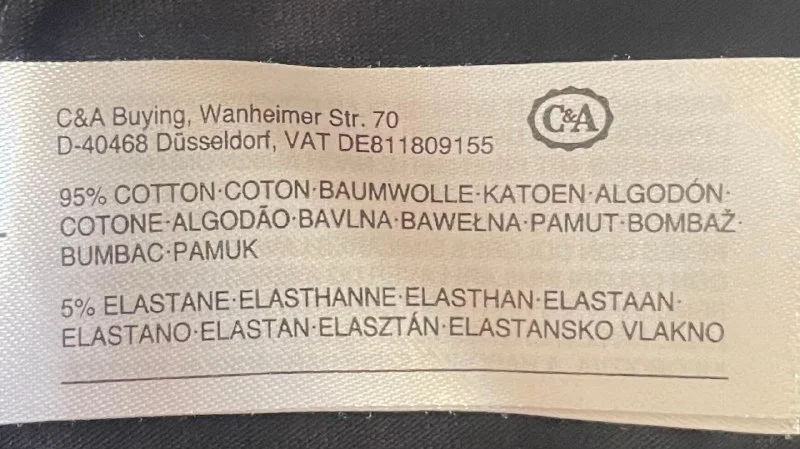 C&A Buying, Wanheimer Str. 70
D-40468 Düsseldorf, VAT DE811809155
C&A
95% COTTON·COTON·BAUMWOLLE·KATOEN·ALGODÓN·
COTONE·ALGODÃO·BAVLNA·BAWEŁNA·PAMUT·BOMBAŽ·
BUMBAC·PAMUK
5% ELASTANE·ELASTHANNE·ELASTHAN·ELASTAAN·
ELASTANO·ELASTAN·ELASZTÁN·ELASTANSKO VLAKNO